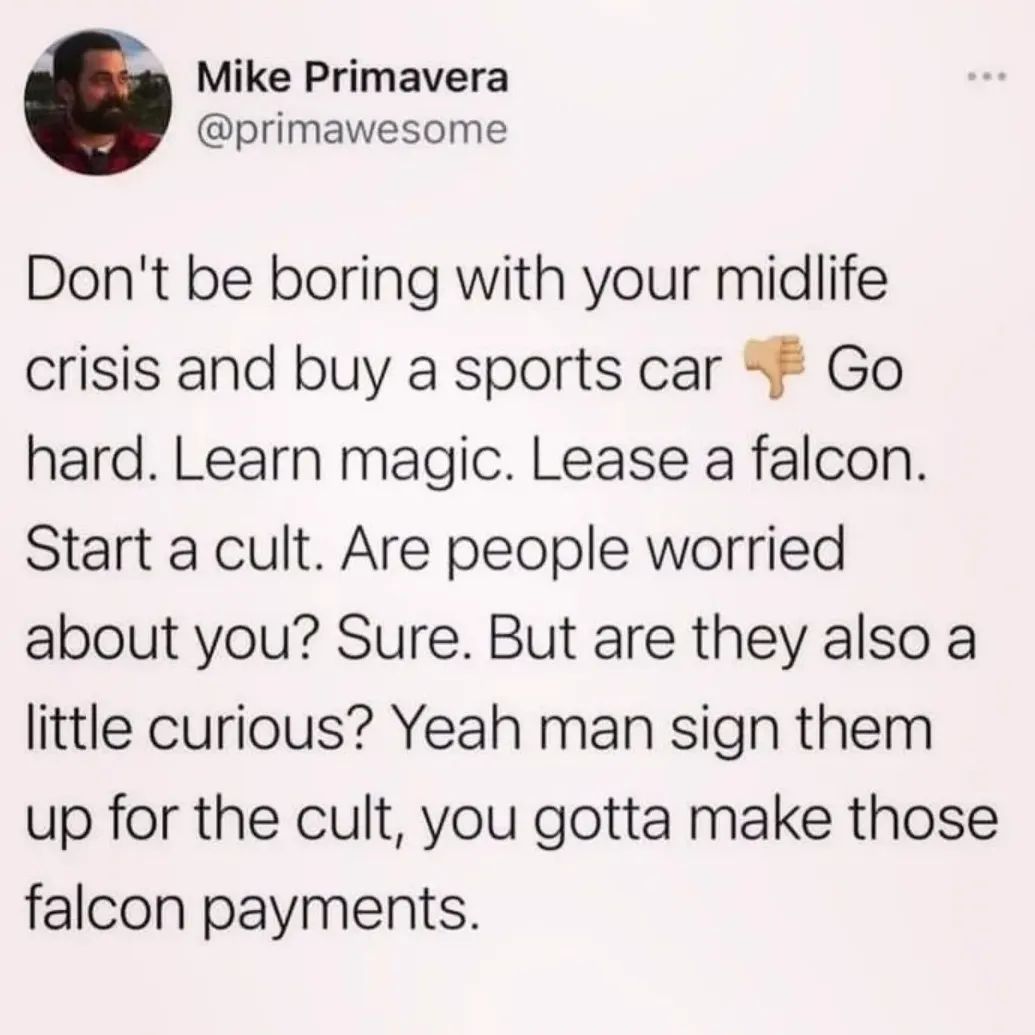 Mike Primavera
@primawesome
Don't be boring with your midlife
crisis and buy a sports car 👎🏼 Go
hard. Learn magic. Lease a falcon.
Start a cult. Are people worried
about you? Sure. But are they also a
little curious? Yeah man sign them
up for the cult, you gotta make those
falcon payments.